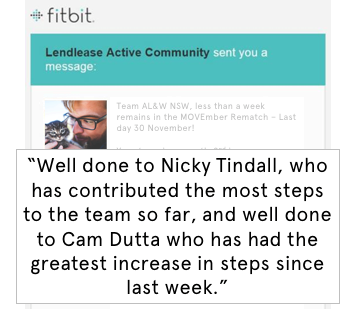 fitbit.
Lendlease Active Community sent you a
message:
Team AL&W NSW, less than a week
remains in the MOVEmber Rematch – Last
day 30 November!
“Well done to Nicky Tindall, who
has contributed the most steps
to the team so far, and well done
to Cam Dutta who has had the
greatest increase in steps since
last week.”